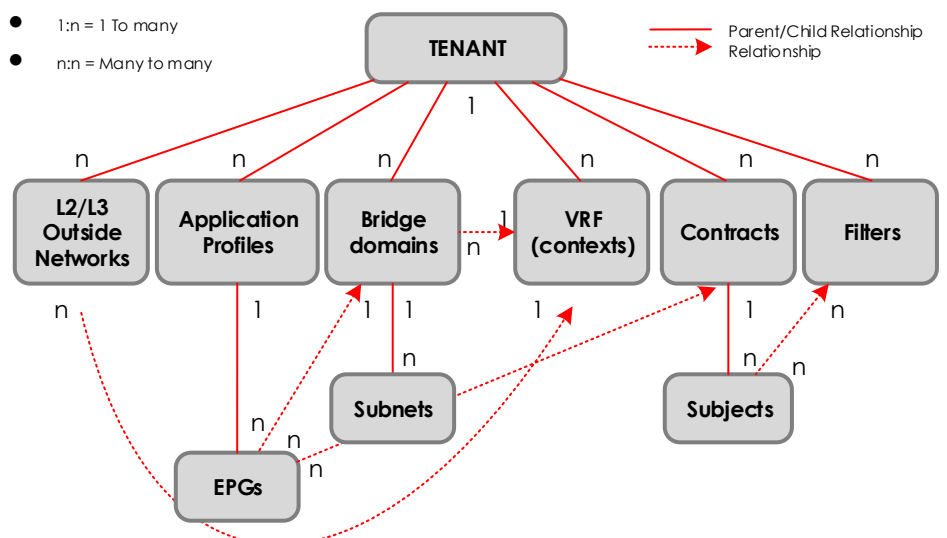 ● 1:n = 1 To many
● n:n = Many to many
Parent/Child Relationship
Relationship
TENANT
1
n n n n n n
L2/L3
Outside
Networks
Application
Profiles
Bridge
domains
1
n
VRF
(contexts)
Contracts
Filters
n 1 1 1 1 1 n
n n n
Subnets
Subjects
n n
n
EPGs